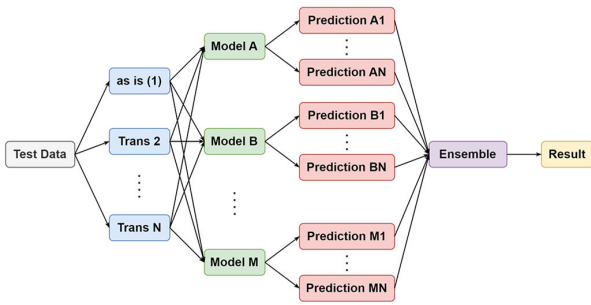 Test Data
as is (1)
Trans 2
Trans N
Model A
Model B
Model M
Prediction A1
Prediction AN
Prediction B1
Prediction BN
Prediction M1
Prediction MN
Ensemble
Result